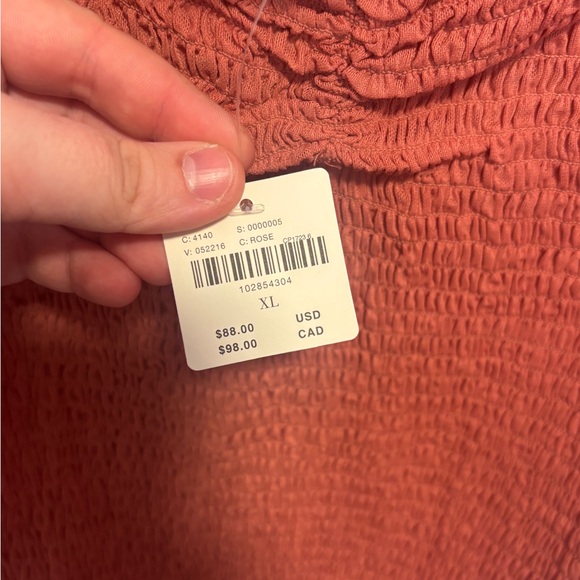 C: 4140 S: 0000005
V: 052216 C: ROSE
102854304
XL
$88.00 USD
$98.00 CAD